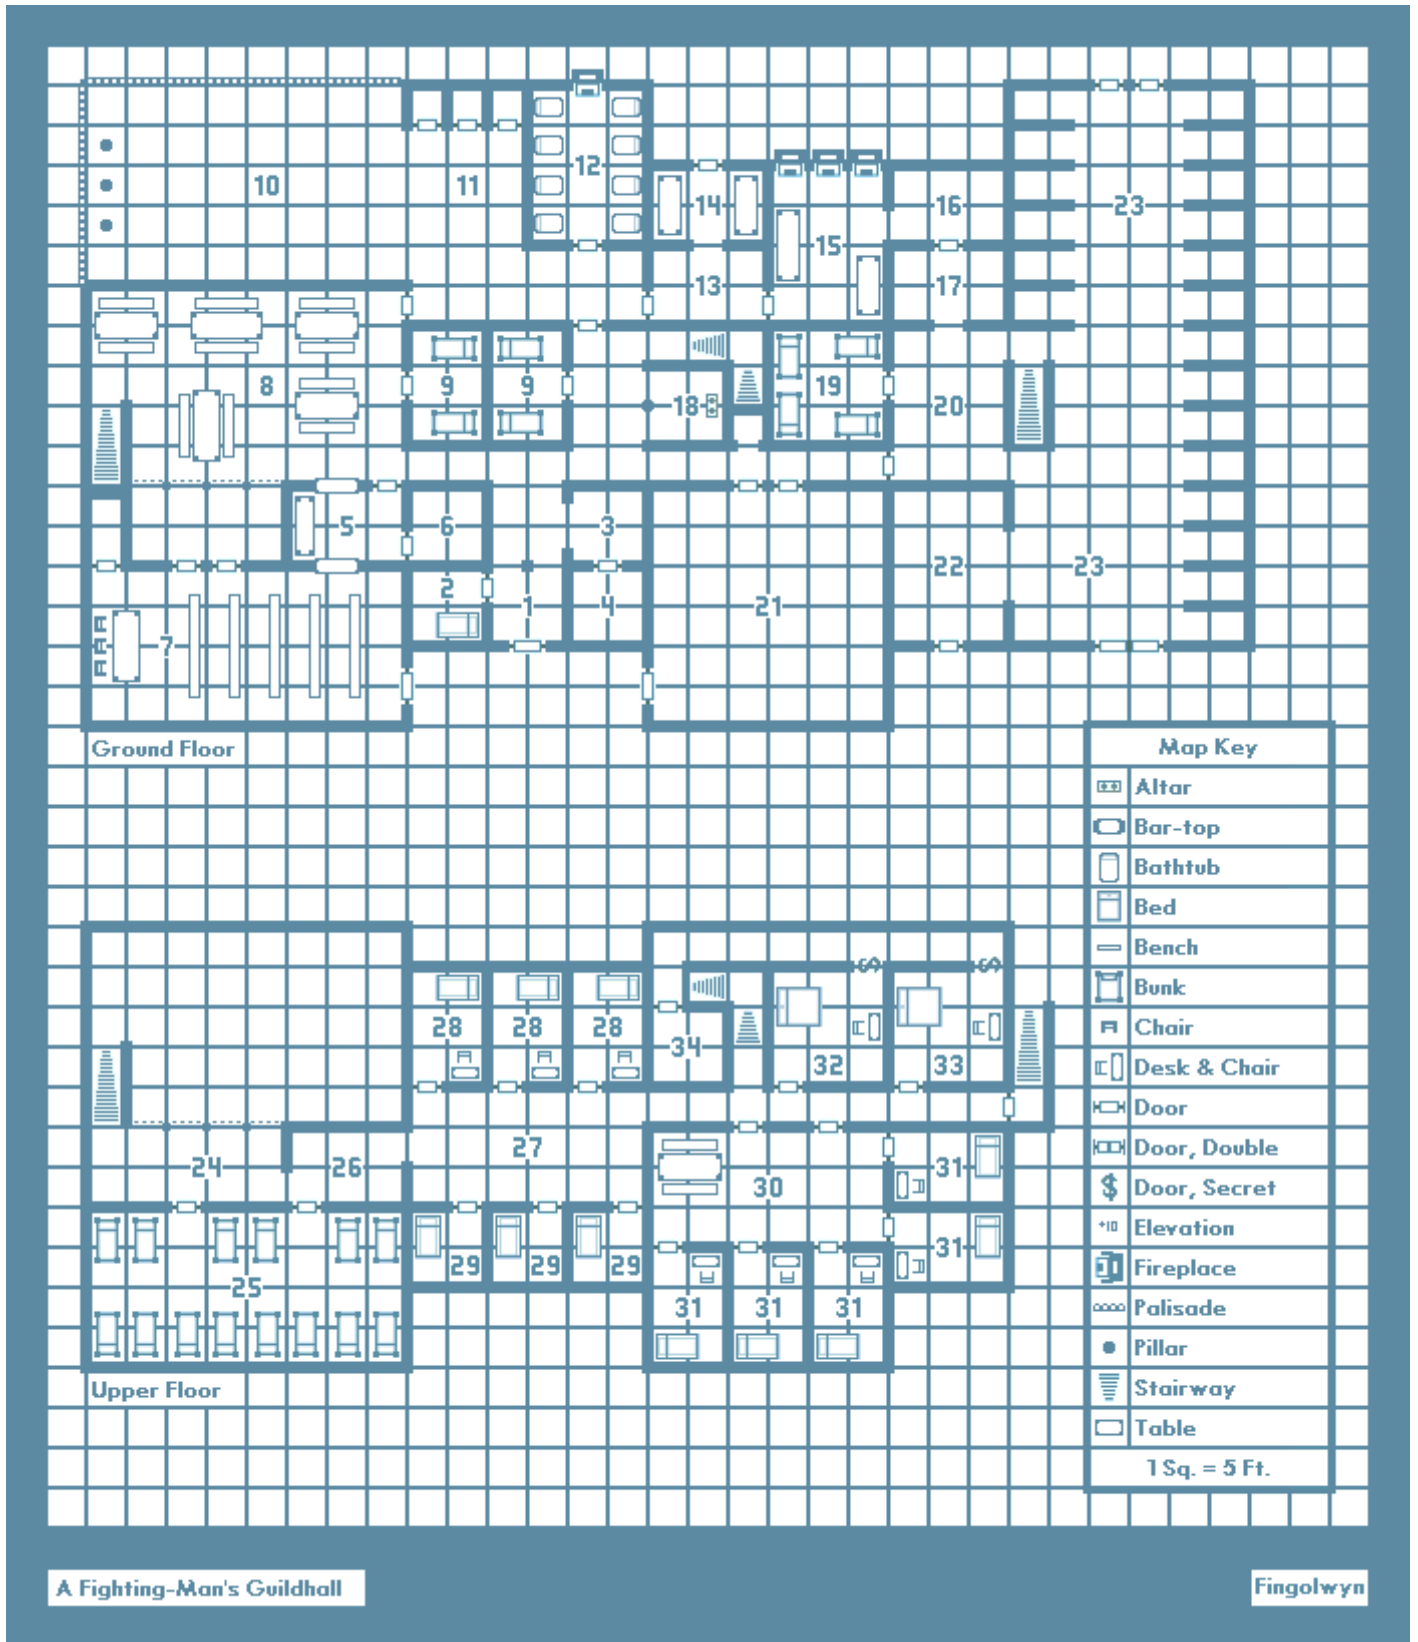 10
11
12
14
16
23
15
13
17
8
9
9
18
19
20
5
6
3
2
22
23
1
4
21
7
Ground Floor
Map Key
Altar
Bar-top
Bathtub
Bed
Bench
Bunk
Chair
Desk & Chair
Door
Door, Double
Door, Secret
+10 Elevation
Fireplace
Palisade
Pillar
Stairway
Table
1 Sq. = 5 Ft.
28
28
28
34
32
33
27
24
26
31
30
31
29
29
29
25
31
31
31
Upper Floor
A Fighting-Man's Guildhall
Fingolwyn